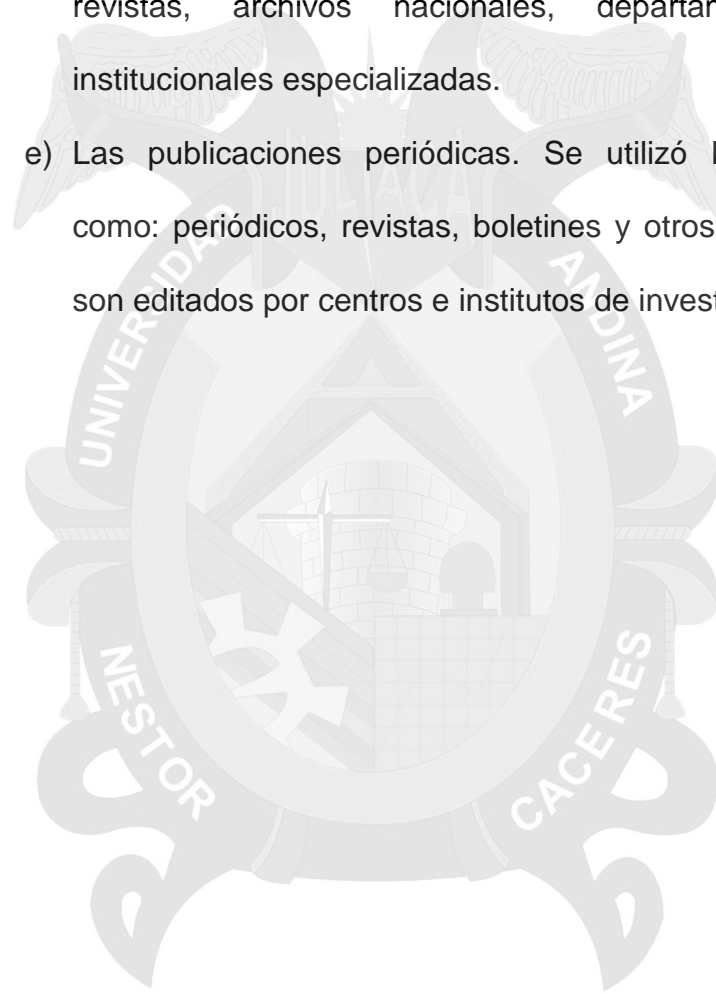 revistas, archivos nacionales,
institucionales especializadas.
e) Las publicaciones periódicas. Se utilizó
como: periódicos, revistas, boletines y otros
son editados por centros e institutos de
JULIACA
UNIVERSIDAD
ANDINA
NESTOR
CACERES